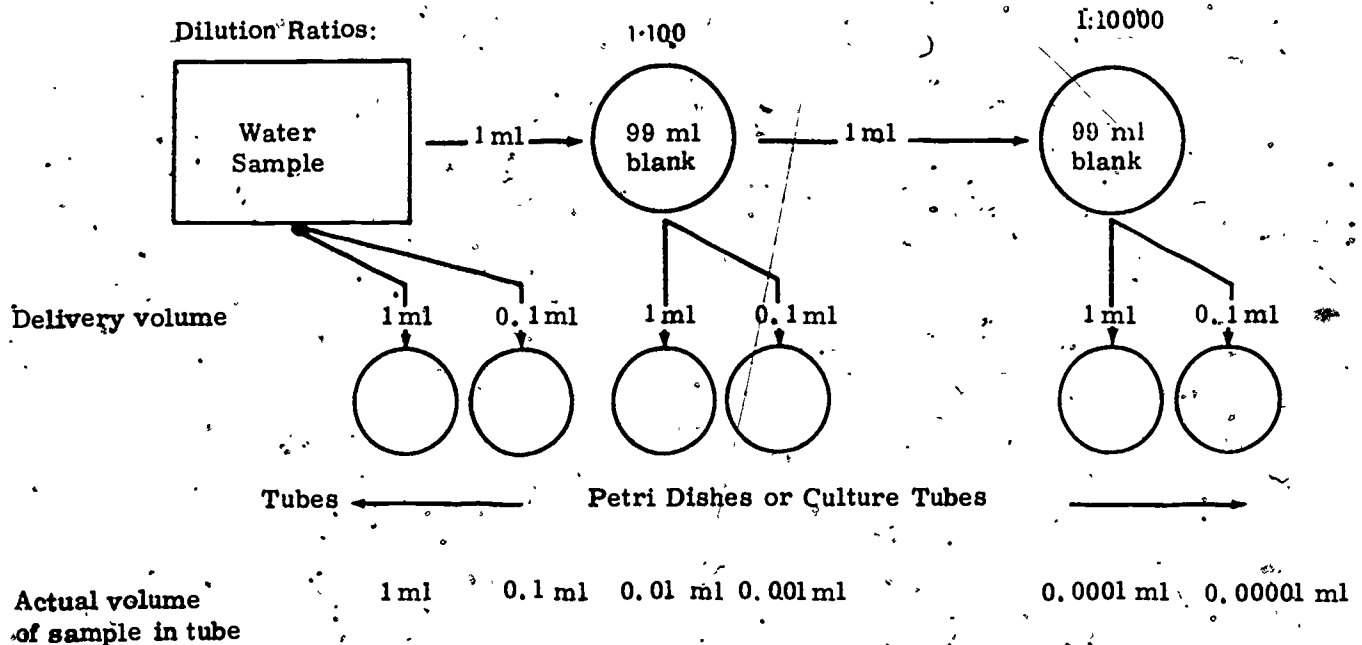 Dilution Ratios: 1:100 1:10000
Water Sample
1 ml
99 ml blank
1 ml
99 ml blank
Delivery volume 1 ml 0.1 ml 1 ml 0.1 ml 1 ml 0.1 ml
Tubes Petri Dishes or Culture Tubes
Actual volume of sample in tube 1 ml 0.1 ml 0.01 ml 0.001 ml 0.0001 ml 0.00001 ml